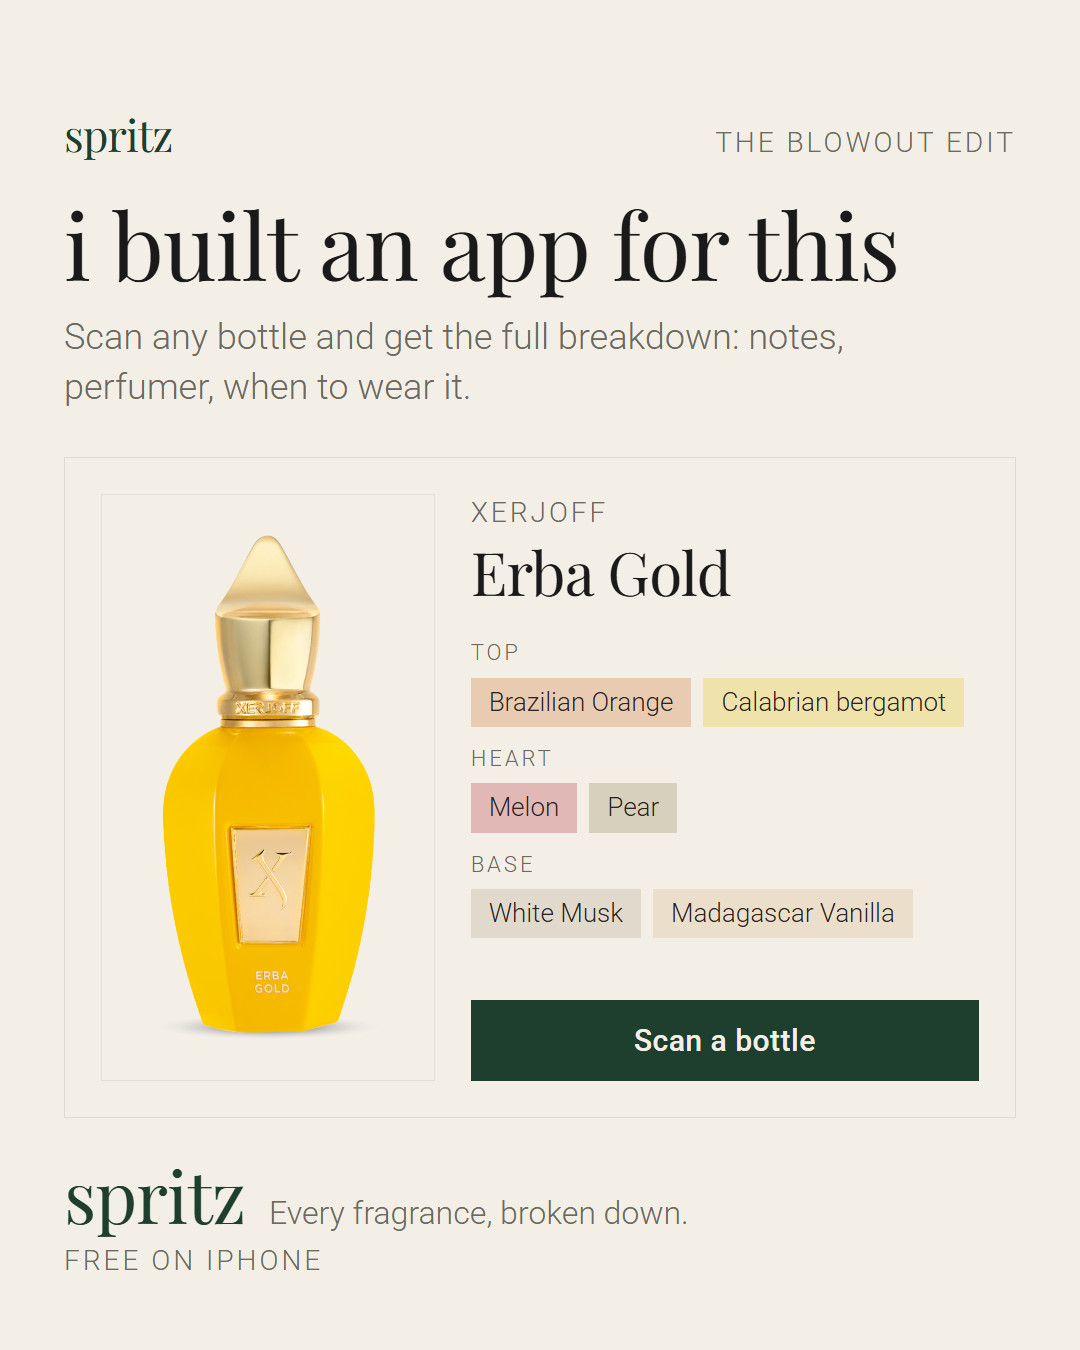 spritz
THE BLOWOUT EDIT
i built an app for this
Scan any bottle and get the full breakdown: notes,
perfumer, when to wear it.
XERJOFF
X
ERBA
GOLD
XERJOFF
Erba Gold
TOP
Brazilian Orange
Calabrian bergamot
HEART
Melon
Pear
BASE
White Musk
Madagascar Vanilla
Scan a bottle
spritz
Every fragrance, broken down.
FREE ON IPHONE